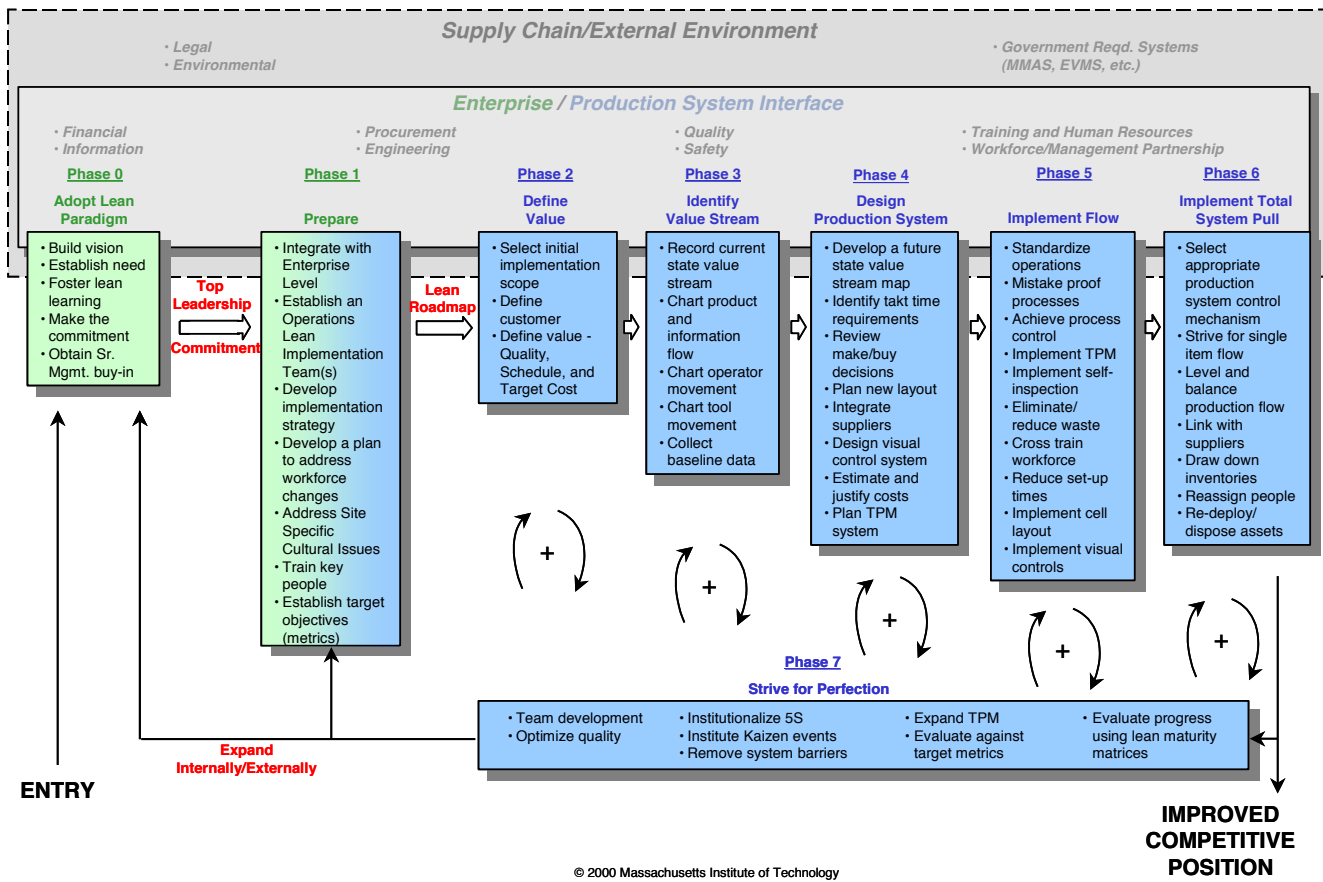 Supply Chain/External Environment
• Legal
• Environmental
• Government Reqd. Systems
(MMAS, EVMS, etc.)
Enterprise / Production System Interface
• Financial
• Information
• Procurement
• Engineering
• Quality
• Safety
• Training and Human Resources
• Workforce/Management Partnership
Phase 0
Adopt Lean
Paradigm
• Build vision
• Establish need
• Foster lean
learning
• Make the
commitment
• Obtain Sr.
Mgmt. buy-in
Top
Leadership
Commitment
Phase 1
Prepare
• Integrate with
Enterprise
Level
• Establish an
Operations
Lean
Implementation
Team(s)
• Develop
implementation
strategy
• Develop a plan
to address
workforce
changes
• Address Site
Specific
Cultural Issues
• Train key
people
• Establish target
objectives
(metrics)
Lean
Roadmap
Phase 2
Define
Value
• Select initial
implementation
scope
• Define
customer
• Define value -
Quality,
Schedule, and
Target Cost
Phase 3
Identify
Value Stream
• Record current
state value
stream
• Chart product
and
information
flow
• Chart operator
movement
• Chart tool
movement
• Collect
baseline data
Phase 4
Design
Production System
• Develop a future
state value
stream map
• Identify takt time
requirements
• Review
make/buy
decisions
• Plan new layout
• Integrate
suppliers
• Design visual
control system
• Estimate and
justify costs
• Plan TPM
system
Phase 5
Implement Flow
• Standardize
operations
• Mistake proof
processes
• Achieve process
control
• Implement TPM
• Implement self-
inspection
• Eliminate/
reduce waste
• Cross train
workforce
• Reduce set-up
times
• Implement cell
layout
• Implement visual
controls
Phase 6
Implement Total
System Pull
• Select
appropriate
production
system control
mechanism
• Strive for single
item flow
• Level and
balance
production flow
• Link with
suppliers
• Draw down
inventories
• Reassign people
• Re-deploy/
dispose assets
+
+
+
+
+
Phase 7
Strive for Perfection
• Team development
• Optimize quality
• Institutionalize 5S
• Institute Kaizen events
• Remove system barriers
• Expand TPM
• Evaluate against
target metrics
• Evaluate progress
using lean maturity
matrices
Expand
Internally/Externally
ENTRY
IMPROVED
COMPETITIVE
POSITION
© 2000 Massachusetts Institute of Technology